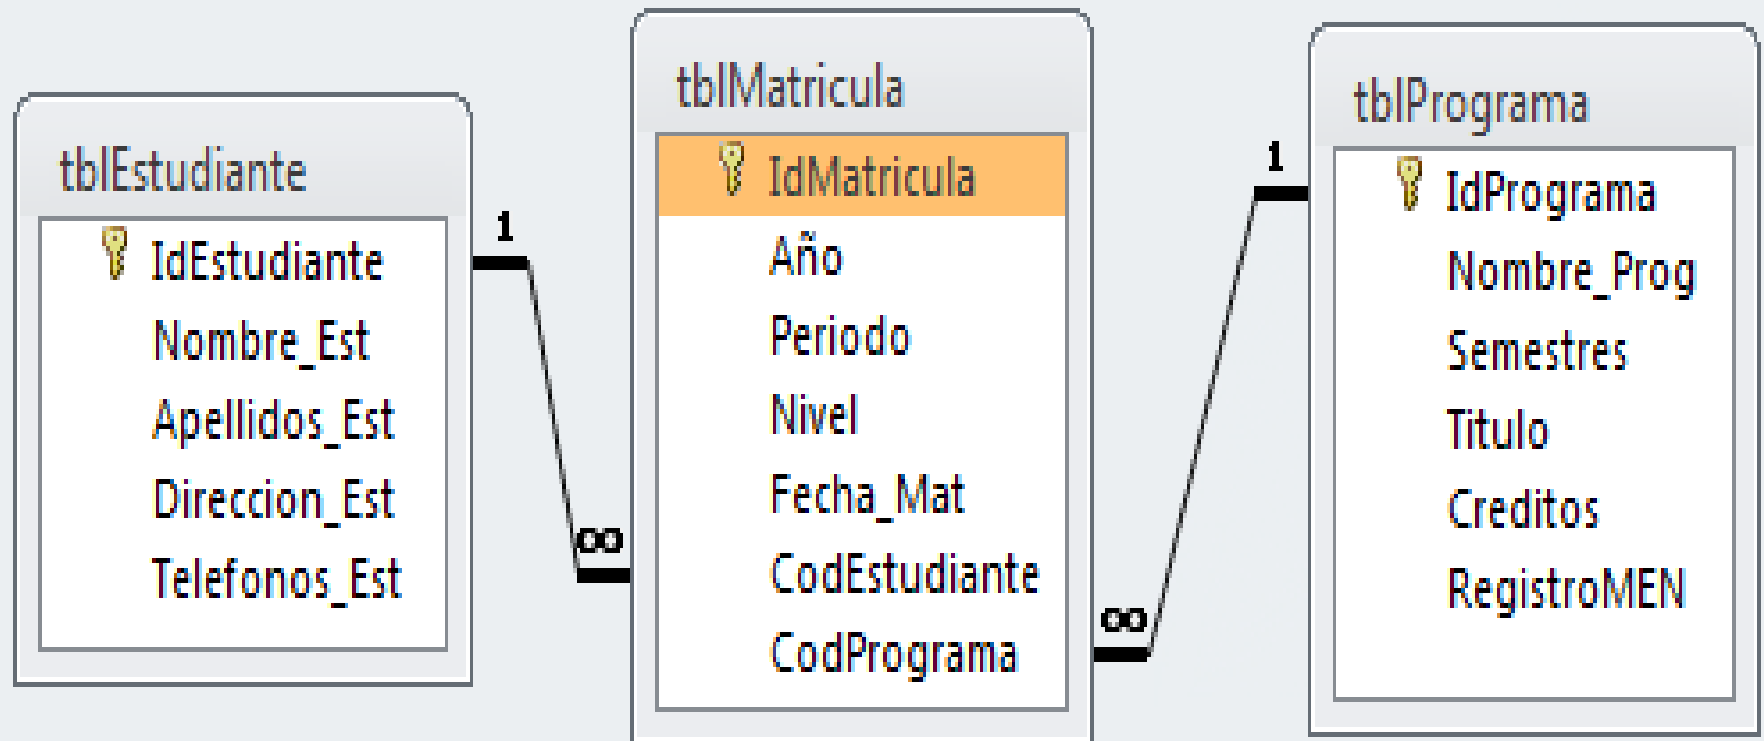 tblEstudiante
IdEstudiante
Nombre_Est
Apellidos_Est
Direccion_Est
Telefonos_Est
1
∞
tblMatricula
IdMatricula
Año
Periodo
Nivel
Fecha_Mat
CodEstudiante
CodPrograma
1
∞
tblPrograma
IdPrograma
Nombre_Prog
Semestres
Titulo
Creditos
RegistroMEN